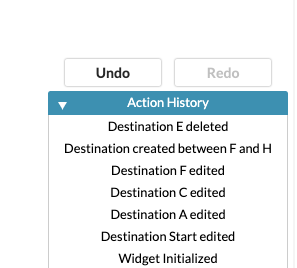 Undo Redo
Action History
Destination E deleted
Destination created between F and H
Destination F edited
Destination C edited
Destination A edited
Destination Start edited
Widget Initialized